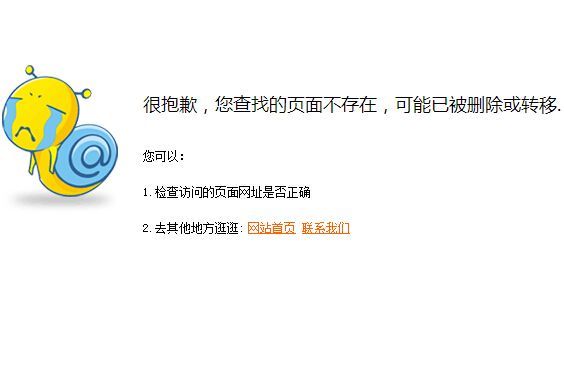 很抱歉，您查找的页面不存在，可能已被删除或转移.
您可以：
1.检查访问的页面网址是否正确
2.去其他地方逛逛: 网站首页 联系我们
@